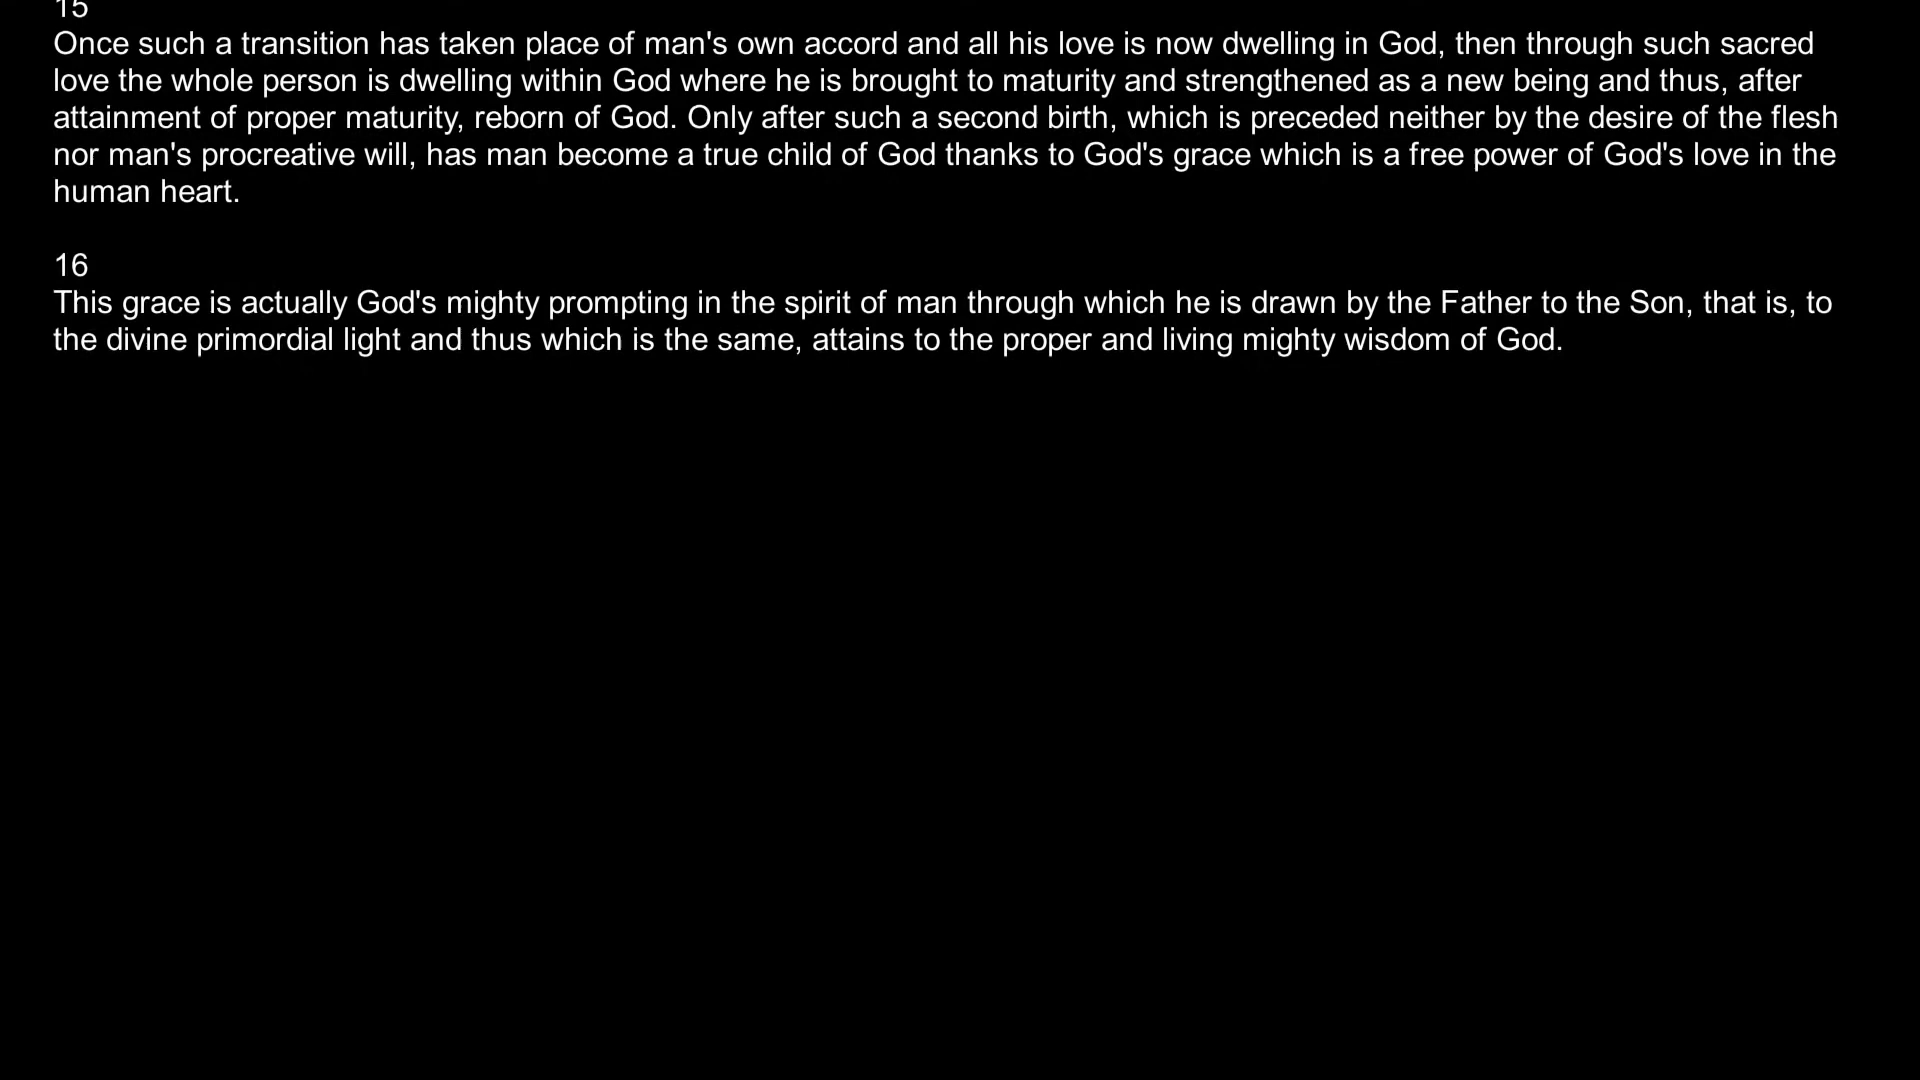 15
Once such a transition has taken place of man's own accord and all his love is now dwelling in God, then through such sacred
love the whole person is dwelling within God where he is brought to maturity and strengthened as a new being and thus, after
attainment of proper maturity, reborn of God. Only after such a second birth, which is preceded neither by the desire of the flesh
nor man's procreative will, has man become a true child of God thanks to God's grace which is a free power of God's love in the
human heart.
16
This grace is actually God's mighty prompting in the spirit of man through which he is drawn by the Father to the Son, that is, to
the divine primordial light and thus which is the same, attains to the proper and living mighty wisdom of God.